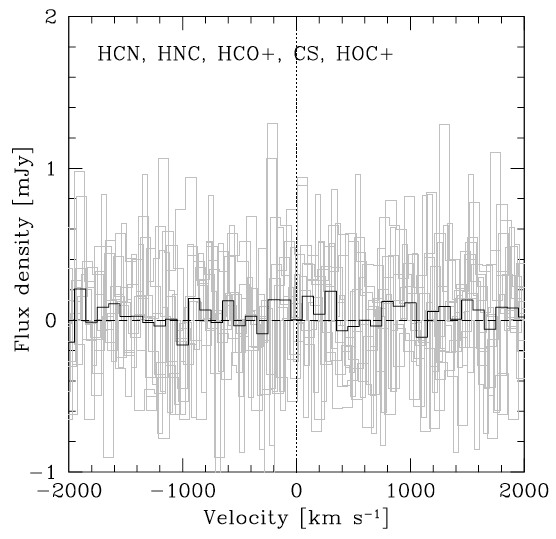 2
HCN, HNC, HCO+, CS, HOC+
1
Flux density [mJy]
0
−1
−2000 −1000 0 1000 2000
Velocity [km s⁻¹]